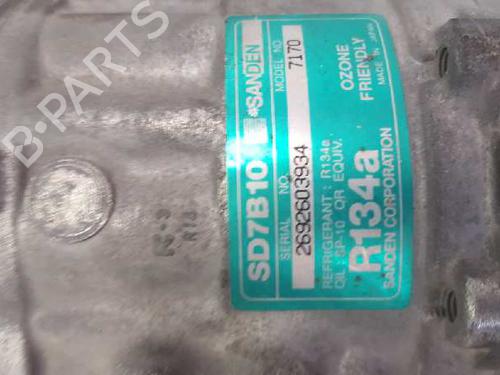 SD7B10 SANDEN
SERIAL NO. MODEL NO.
2692603934 7170
REFRIGERANT : R134a
OIL : SP-10 OR EQUIV.
R134a
OZONE
FRIENDLY
SANDEN CORPORATION
MADE IN JAPAN
B-PARTS